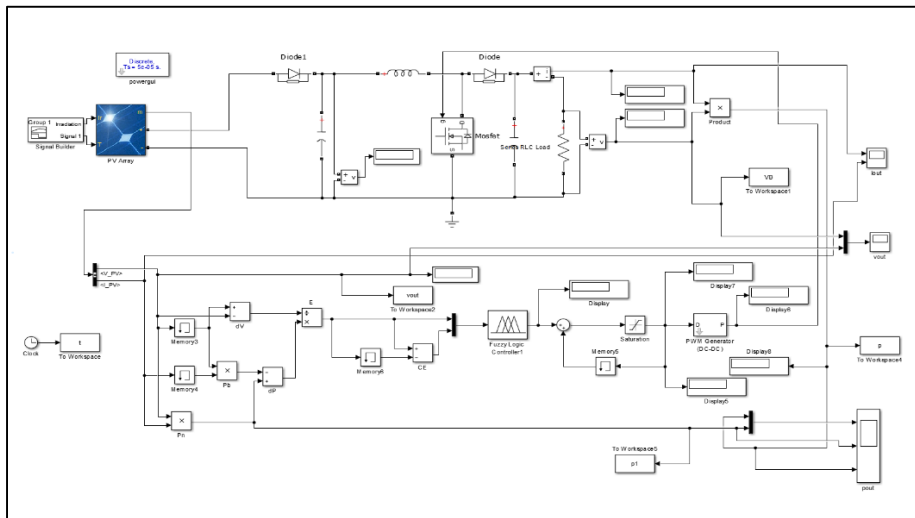 Discrete,
Ts = 5e-05 s.
powergui
Diode1
Diode
Group 1
Irradiation
Signal 1
Signal Builder
PV Array
Mosfet
Series RLC Load
Product
Iout
VB
To Workspace1
vout
<V_PV>
<I_PV>
vout
To Workspace2
Display7
Display
Display6
E
dV
Memory3
t
Clock
To Workspace
Memory4
Pb
dP
Memory6
CE
Fuzzy Logic
Controller1
Saturation
Memory5
D
P
PWM Generator
(DC-DC)
Display8
Display5
p
To Workspace4
Pn
To Workspace5
p1
pout